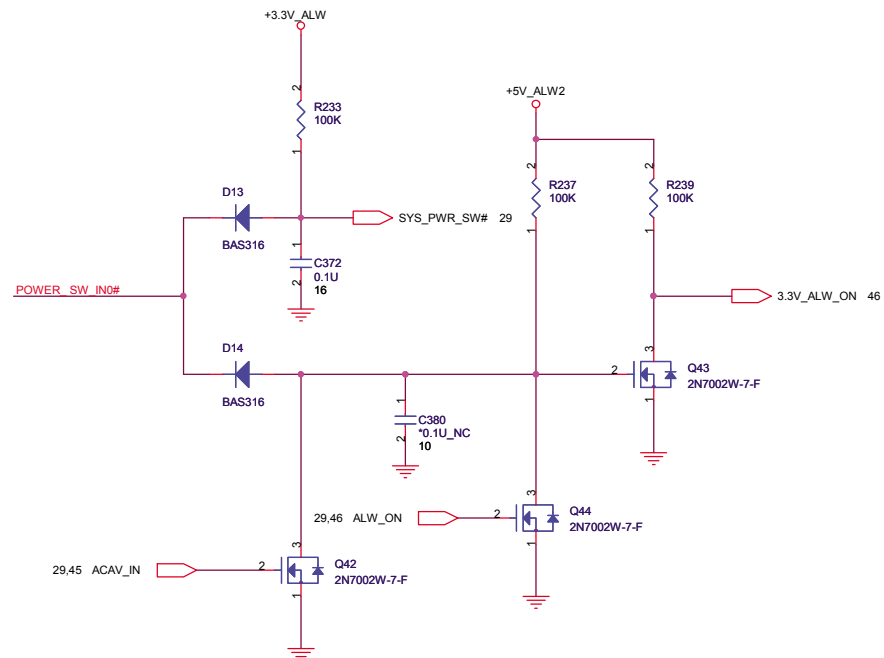 +3.3V_ALW
2
R233
100K
1
+5V_ALW2
2
R237
100K
1
2
R239
100K
1
D13
BAS316
SYS_PWR_SW# 29
1
C372
0.1U
2
16
POWER_SW_IN0#
3.3V_ALW_ON 46
D14
BAS316
3
2
Q43
2N7002W-7-F
1
1
C380
*0.1U_NC
2
10
3
29,46 ALW_ON
2
Q44
2N7002W-7-F
1
3
29,45 ACAV_IN
2
Q42
2N7002W-7-F
1